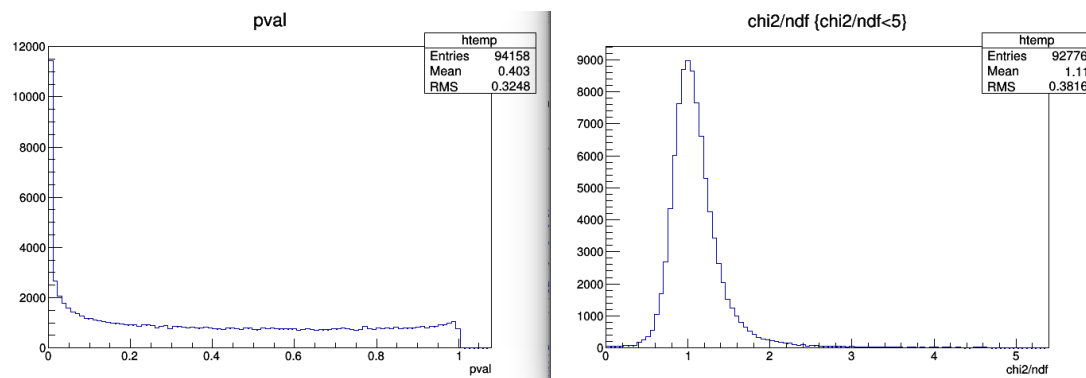 pval
htemp
Entries 94158
Mean 0.403
RMS 0.3248
12000
10000
8000
6000
4000
2000
0
0 0.2 0.4 0.6 0.8 1
pval
chi2/ndf {chi2/ndf<5}
htemp
Entries 92776
Mean 1.11
RMS 0.3816
9000
8000
7000
6000
5000
4000
3000
2000
1000
0
0 1 2 3 4 5
chi2/ndf